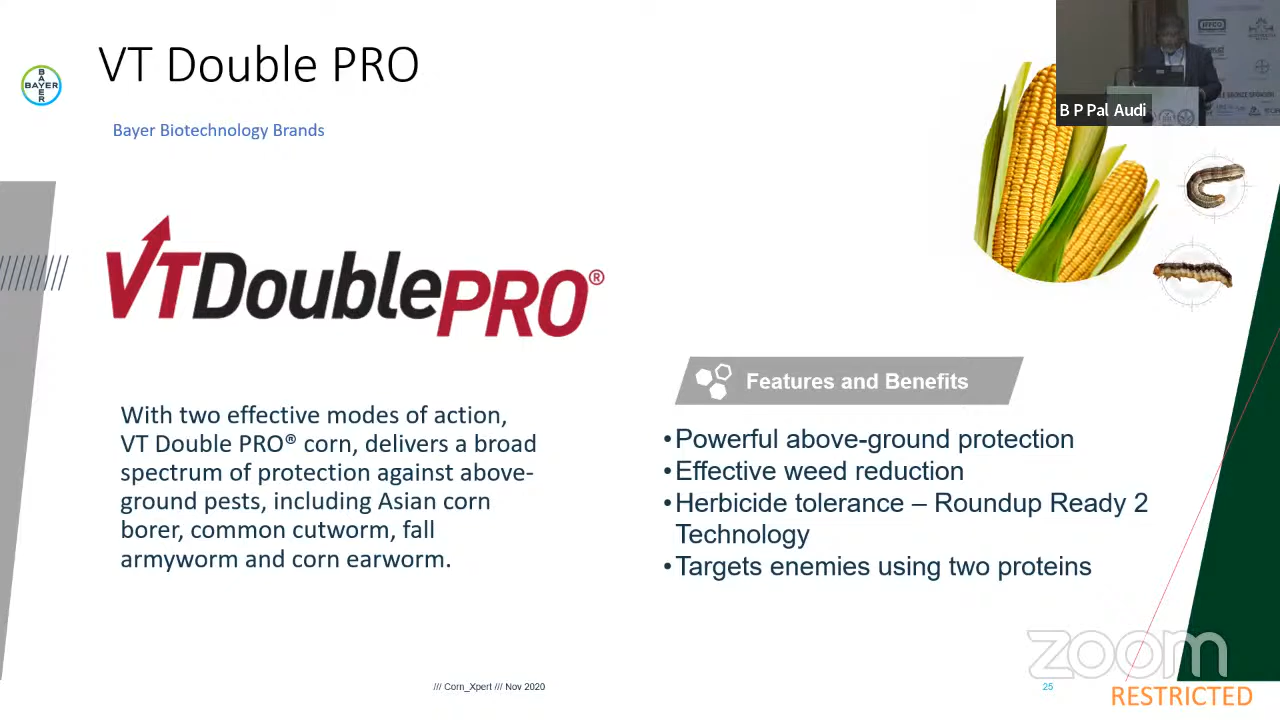 VT Double PRO
BAYER
BAYER
Bayer Biotechnology Brands
IFFCO
B P Pal Audi
VTDoublePRO®
Features and Benefits
With two effective modes of action,
VT Double PRO® corn, delivers a broad
spectrum of protection against above-
ground pests, including Asian corn
borer, common cutworm, fall
armyworm and corn earworm.
•Powerful above-ground protection
•Effective weed reduction
•Herbicide tolerance – Roundup Ready 2
Technology
•Targets enemies using two proteins
zoom
/// Corn_Xpert /// Nov 2020
25
RESTRICTED